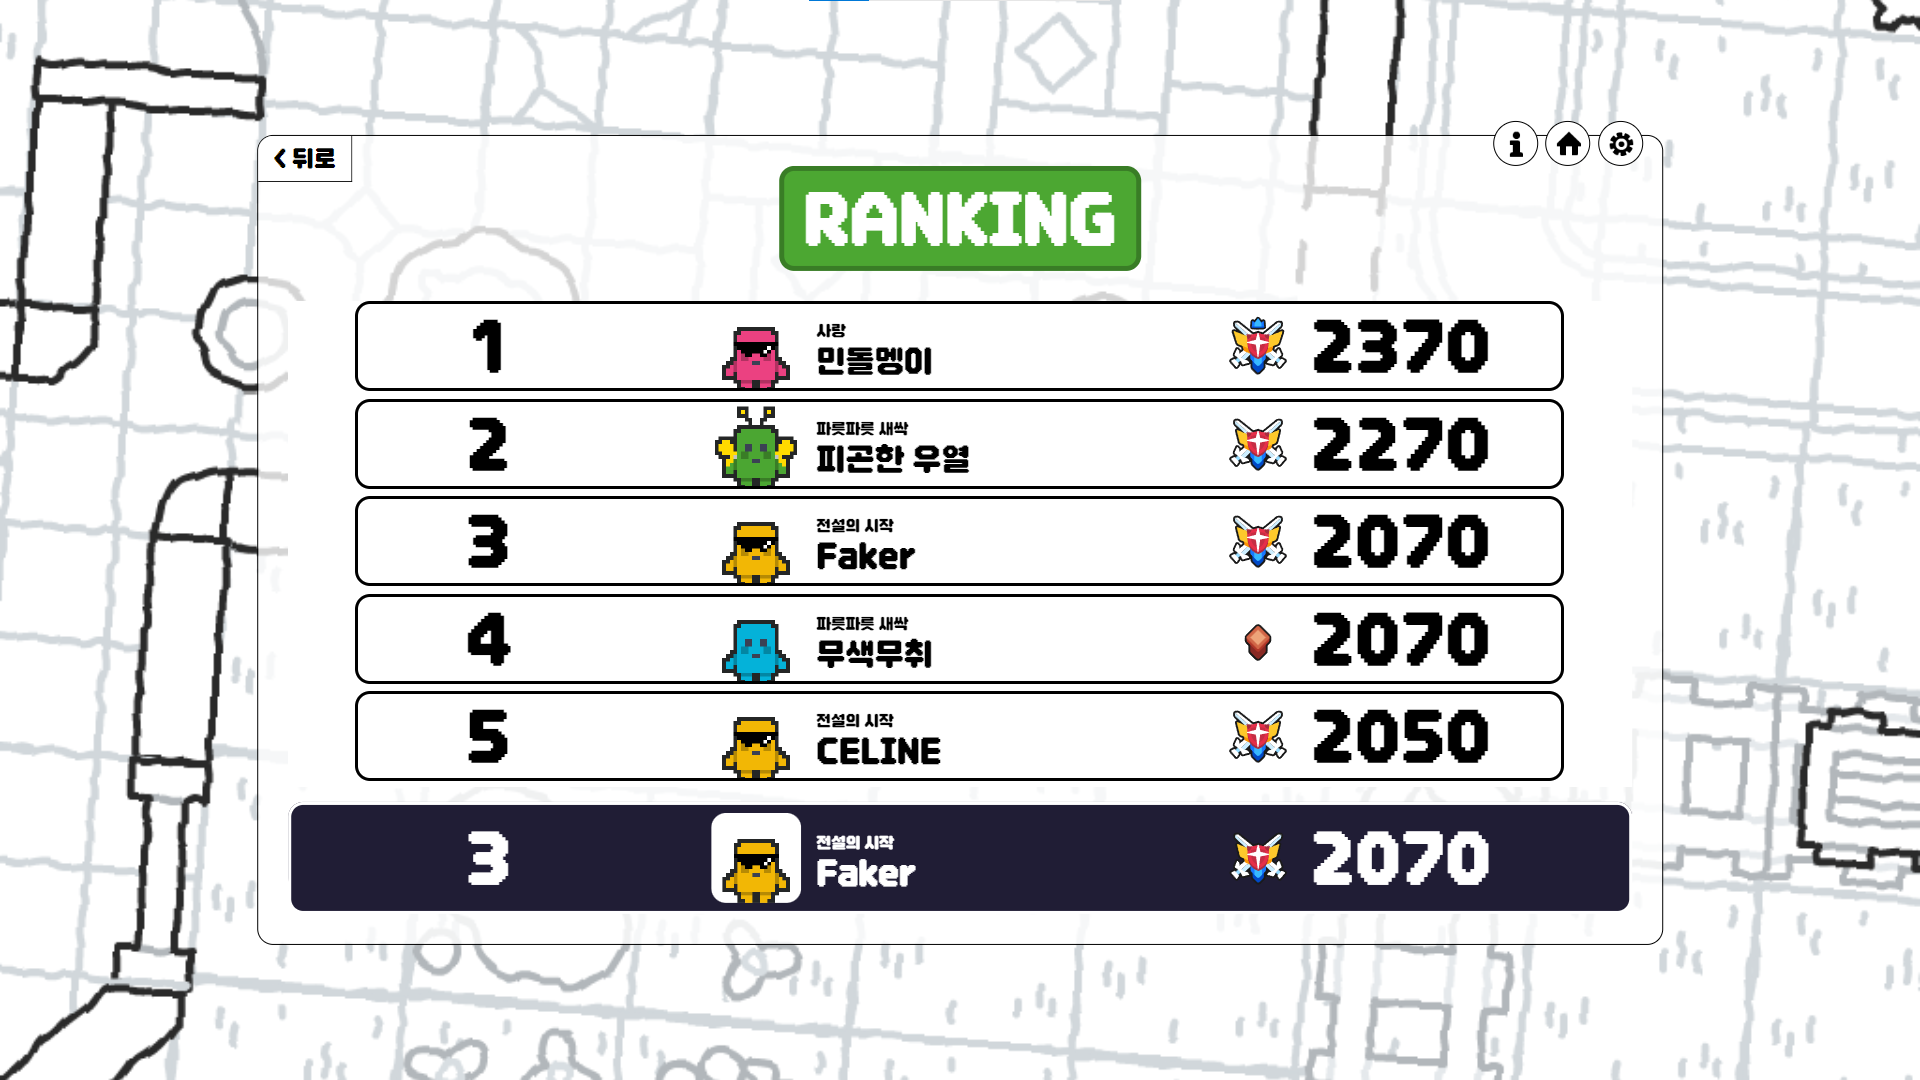 뒤로
RANKING
1
사랑
민돌멩이
2370
2
파릇파릇 새싹
피곤한 우열
2270
3
전설의 시작
Faker
2070
4
파릇파릇 새싹
무색무취
2070
5
전설의 시작
CELINE
2050
3
전설의 시작
Faker
2070